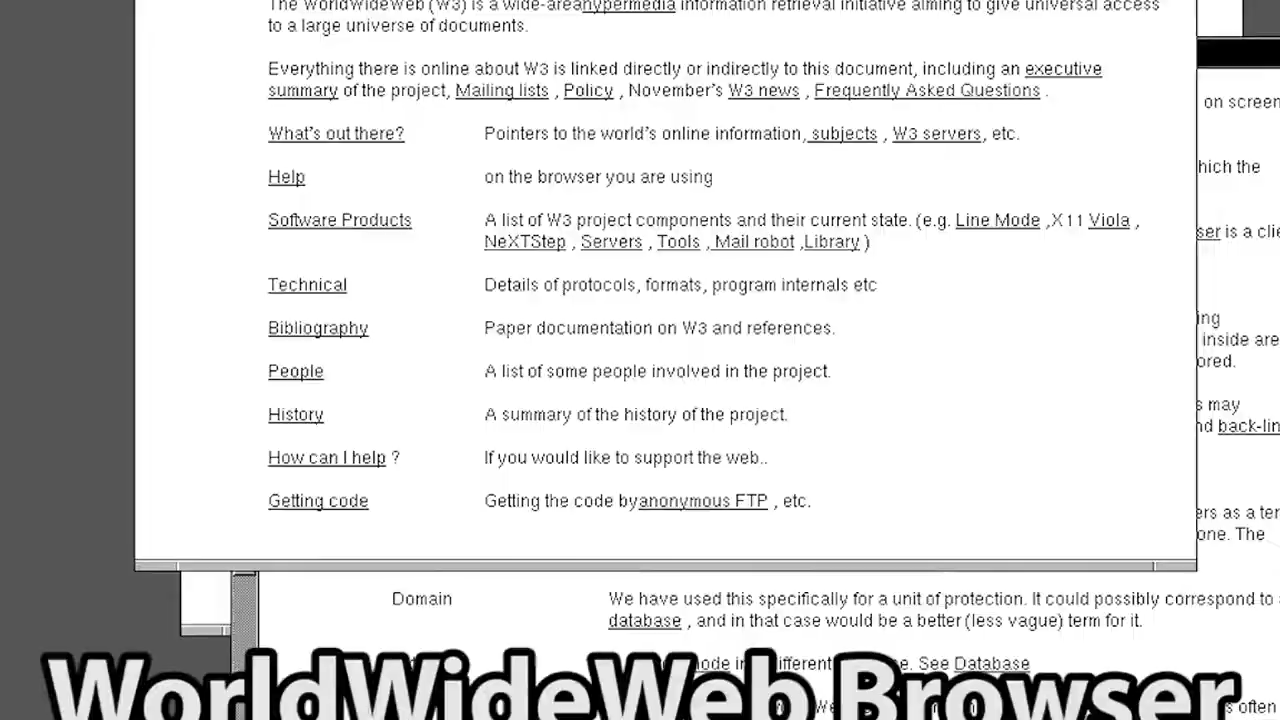 The WorldWideWeb (W3) is a wide-areahypermedia information retrieval initiative aiming to give universal access
to a large universe of documents.
Everything there is online about W3 is linked directly or indirectly to this document, including an executive
summary of the project, Mailing lists , Policy , November's W3 news , Frequently Asked Questions .
What's out there? Pointers to the world's online information, subjects , W3 servers, etc.
Help on the browser you are using
Software Products A list of W3 project components and their current state. (e.g. Line Mode ,X11 Viola ,
NeXTStep , Servers , Tools , Mail robot ,Library )
Technical Details of protocols, formats, program internals etc
Bibliography Paper documentation on W3 and references.
People A list of some people involved in the project.
History A summary of the history of the project.
How can I help ? If you would like to support the web..
Getting code Getting the code byanonymous FTP , etc.
on screen
hich the
ser is a clie
ing
inside are
ored.
s may
nd back-lin
ers as a ter
one. The
Domain We have used this specifically for a unit of protection. It could possibly correspond to a
database , and in that case would be a better (less vague) term for it.
See Database
s often
WorldWideWeb Browser